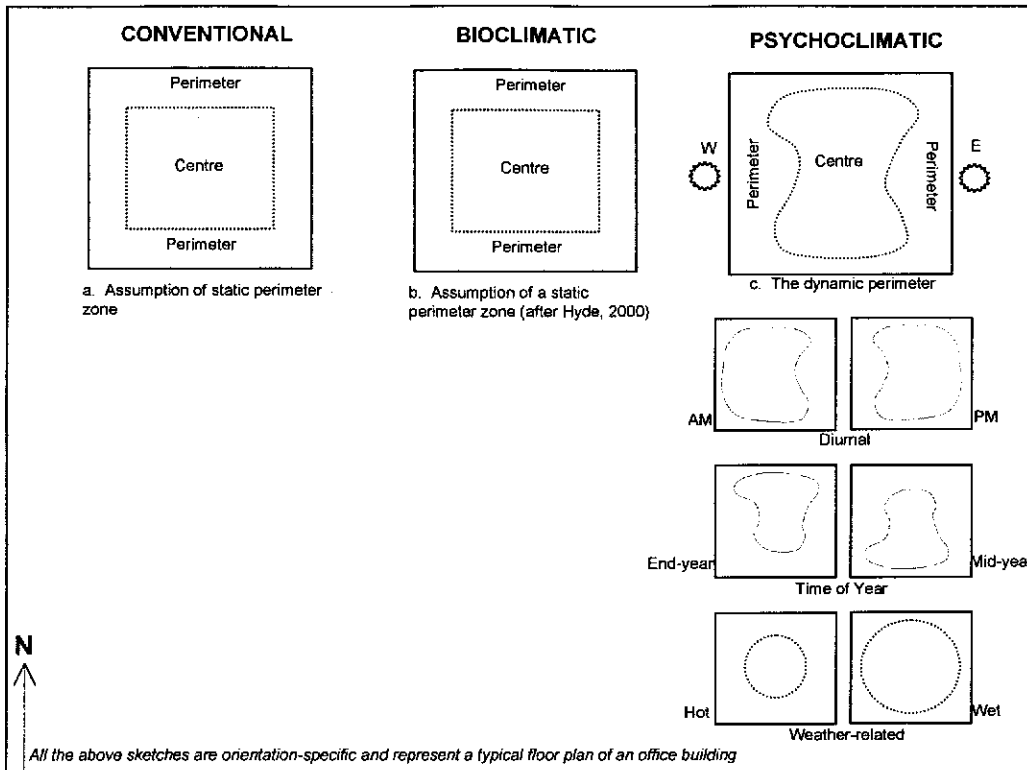 CONVENTIONAL
Perimeter
Centre
Perimeter
a. Assumption of static perimeter
zone
BIOCLIMATIC
Perimeter
Centre
Perimeter
b. Assumption of a static
perimeter zone (after Hyde, 2000)
PSYCHOCLIMATIC
W
Perimeter
Centre
Perimeter
E
c. The dynamic perimeter
AM
PM
Diurnal
End-year
Mid-yea
Time of Year
Hot
Wet
Weather-related
N
All the above sketches are orientation-specific and represent a typical floor plan of an office building